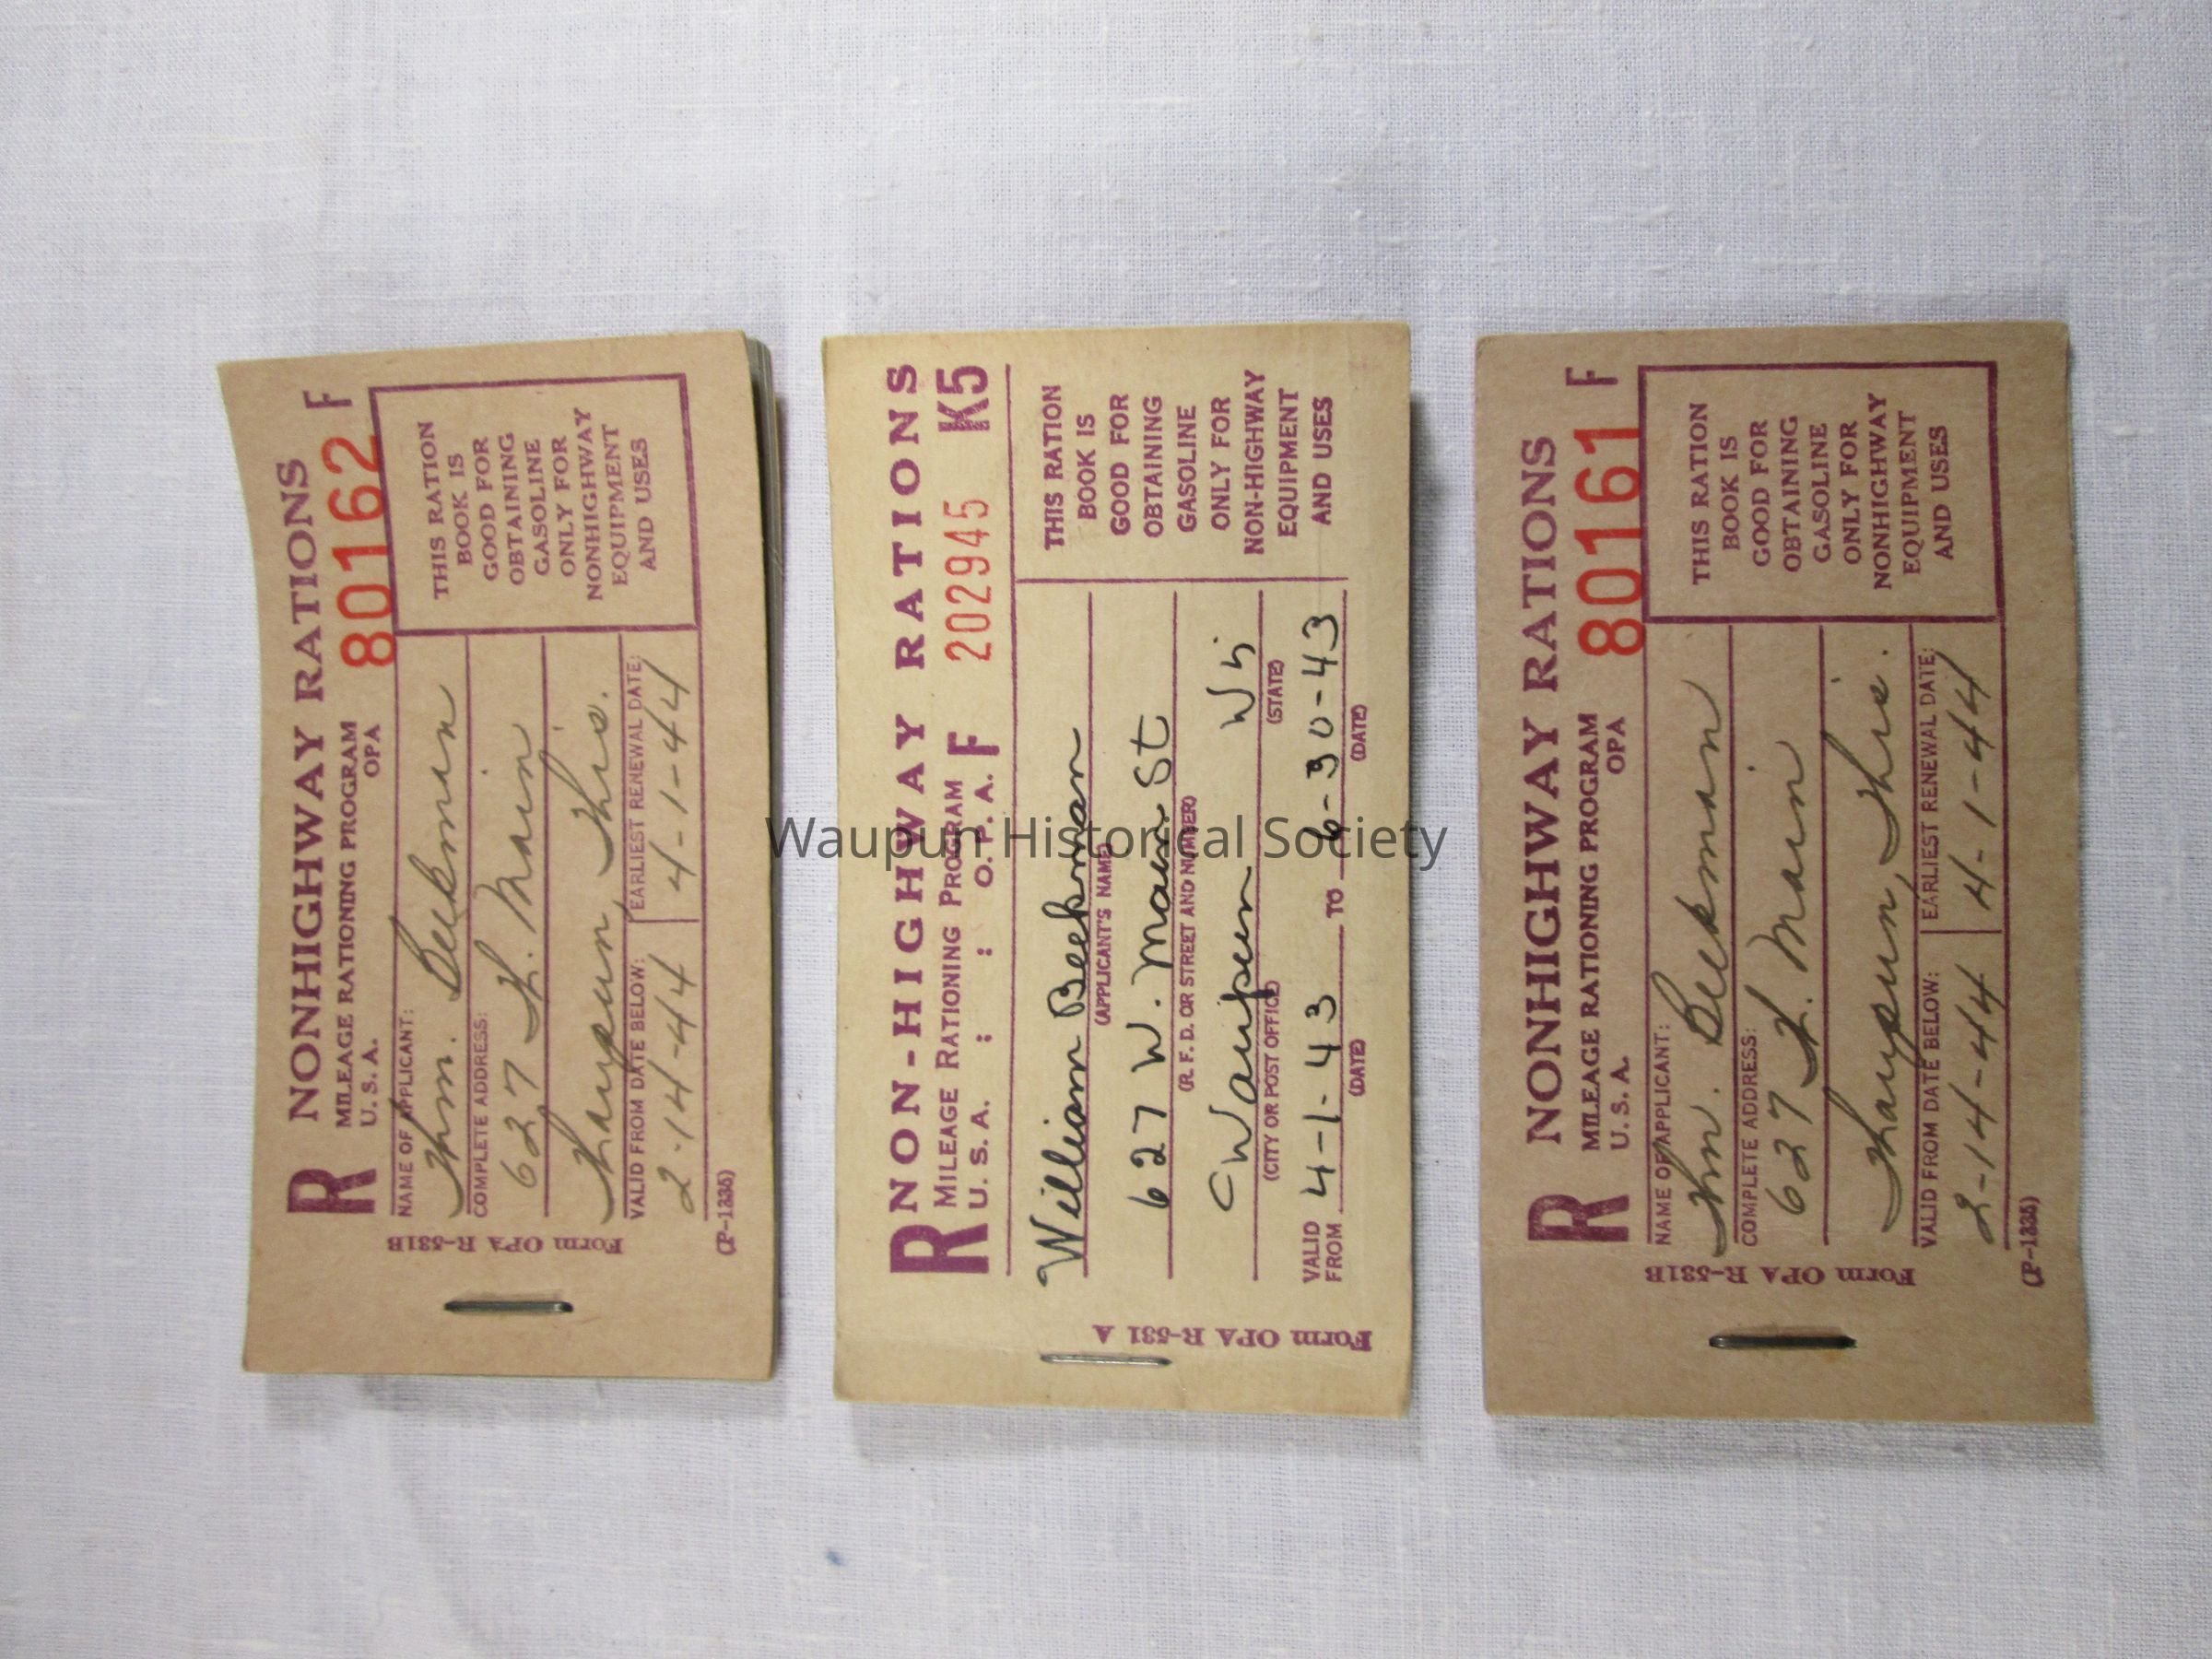 R NONHIGHWAY RATIONS
MILEAGE RATIONING PROGRAM
U. S. A. OPA
80162 F
NAME OF APPLICANT:
Wm. Beekman
COMPLETE ADDRESS:
627 W. Main
Waupun, Wis.
VALID FROM DATE BELOW: EARLIEST RENEWAL DATE:
2-14-44 4-1-44
THIS RATION
BOOK IS
GOOD FOR
OBTAINING
GASOLINE
ONLY FOR
NONHIGHWAY
EQUIPMENT
AND USES
(P-1335)
Form OPA R-531B
R NON-HIGHWAY RATIONS
MILEAGE RATIONING PROGRAM
U. S. A. : : O. P. A. F 202945 K5
William Beekman
(APPLICANT'S NAME)
627 W. Main St
(R. F. D. OR STREET AND NUMBER)
Waupun Wis
(CITY OR POST OFFICE) (STATE)
VALID FROM 4-1-43 TO 6-30-43
(DATE) (DATE)
THIS RATION
BOOK IS
GOOD FOR
OBTAINING
GASOLINE
ONLY FOR
NON-HIGHWAY
EQUIPMENT
AND USES
Form OPA R-531 A
R NONHIGHWAY RATIONS
MILEAGE RATIONING PROGRAM
U. S. A. OPA
80161 F
NAME OF APPLICANT:
Wm. Beekman
COMPLETE ADDRESS:
627 W. Main
Waupun, Wis.
VALID FROM DATE BELOW: EARLIEST RENEWAL DATE:
2-14-44 4-1-44
THIS RATION
BOOK IS
GOOD FOR
OBTAINING
GASOLINE
ONLY FOR
NONHIGHWAY
EQUIPMENT
AND USES
(P-1335)
Form OPA R-531B
Waupun Historical Society